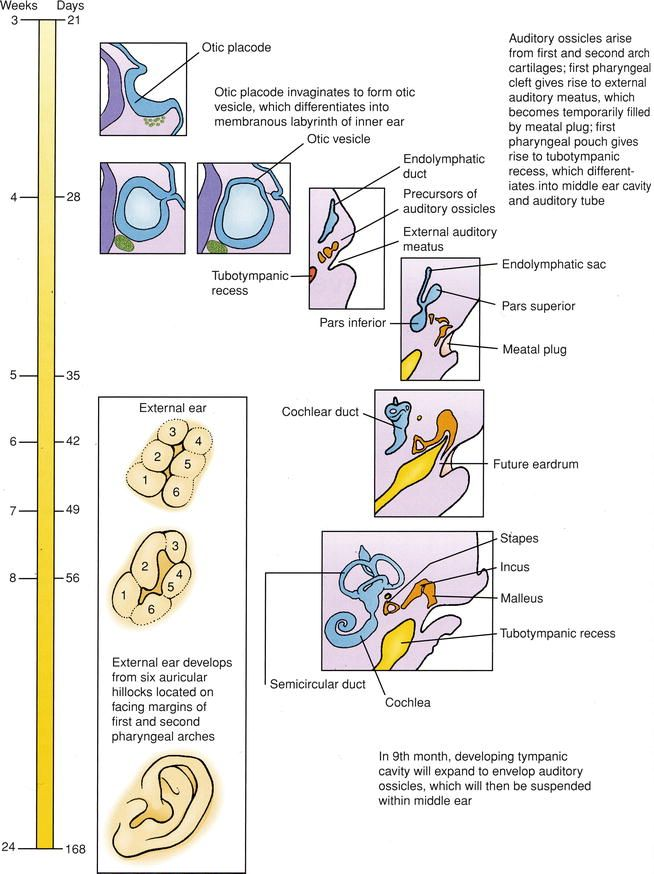 Weeks Days
3 21
4 28
5 35
6 42
7 49
8 56
24 168
Otic placode
Otic placode invaginates to form otic
vesicle, which differentiates into
membranous labyrinth of inner ear
Otic vesicle
Auditory ossicles arise
from first and second arch
cartilages; first pharyngeal
cleft gives rise to external
auditory meatus, which
becomes temporarily filled
by meatal plug; first
pharyngeal pouch gives
rise to tubotympanic
recess, which different-
iates into middle ear cavity
and auditory tube
Endolymphatic
duct
Precursors of
auditory ossicles
External auditory
meatus
Tubotympanic
recess
Endolymphatic sac
Pars superior
Pars inferior
Meatal plug
Cochlear duct
Future eardrum
Stapes
Incus
Malleus
Tubotympanic recess
Semicircular duct
Cochlea
External ear
3
4
2
5
1
6
3
2
4
5
1
6
External ear develops
from six auricular
hillocks located on
facing margins of
first and second
pharyngeal arches
In 9th month, developing tympanic
cavity will expand to envelop auditory
ossicles, which will then be suspended
within middle ear